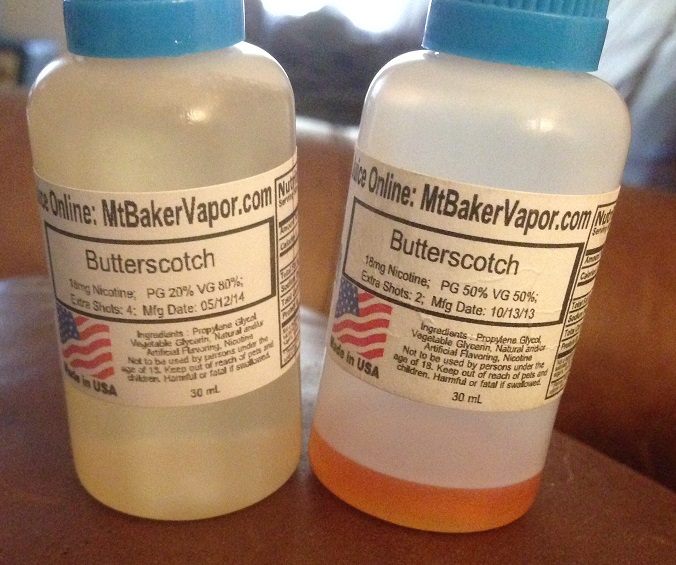 Online: MtBakerVapor.com
Butterscotch
18mg Nicotine; PG 20% VG 80%;
Extra Shots: 4; Mfg Date: 05/12/14
Ingredients : Propylene Glycol,
Vegetable Glycerin, Natural and/or
Artificial Flavoring, Nicotine
Not to be used by persons under the
age of 18. Keep out of reach of pets and
children. Harmful or fatal if swallowed.
Made in USA
30 mL
Juice Online: MtBakerVapor.com
Butterscotch
18mg Nicotine; PG 50% VG 50%;
Extra Shots: 2; Mfg Date: 10/13/13
Ingredients : Propylene Glycol,
Vegetable Glycerin, Natural and/or
Artificial Flavoring, Nicotine
Not to be used by persons under the
age of 18. Keep out of reach of pets and
children. Harmful or fatal if swallowed.
Made in USA
30 mL